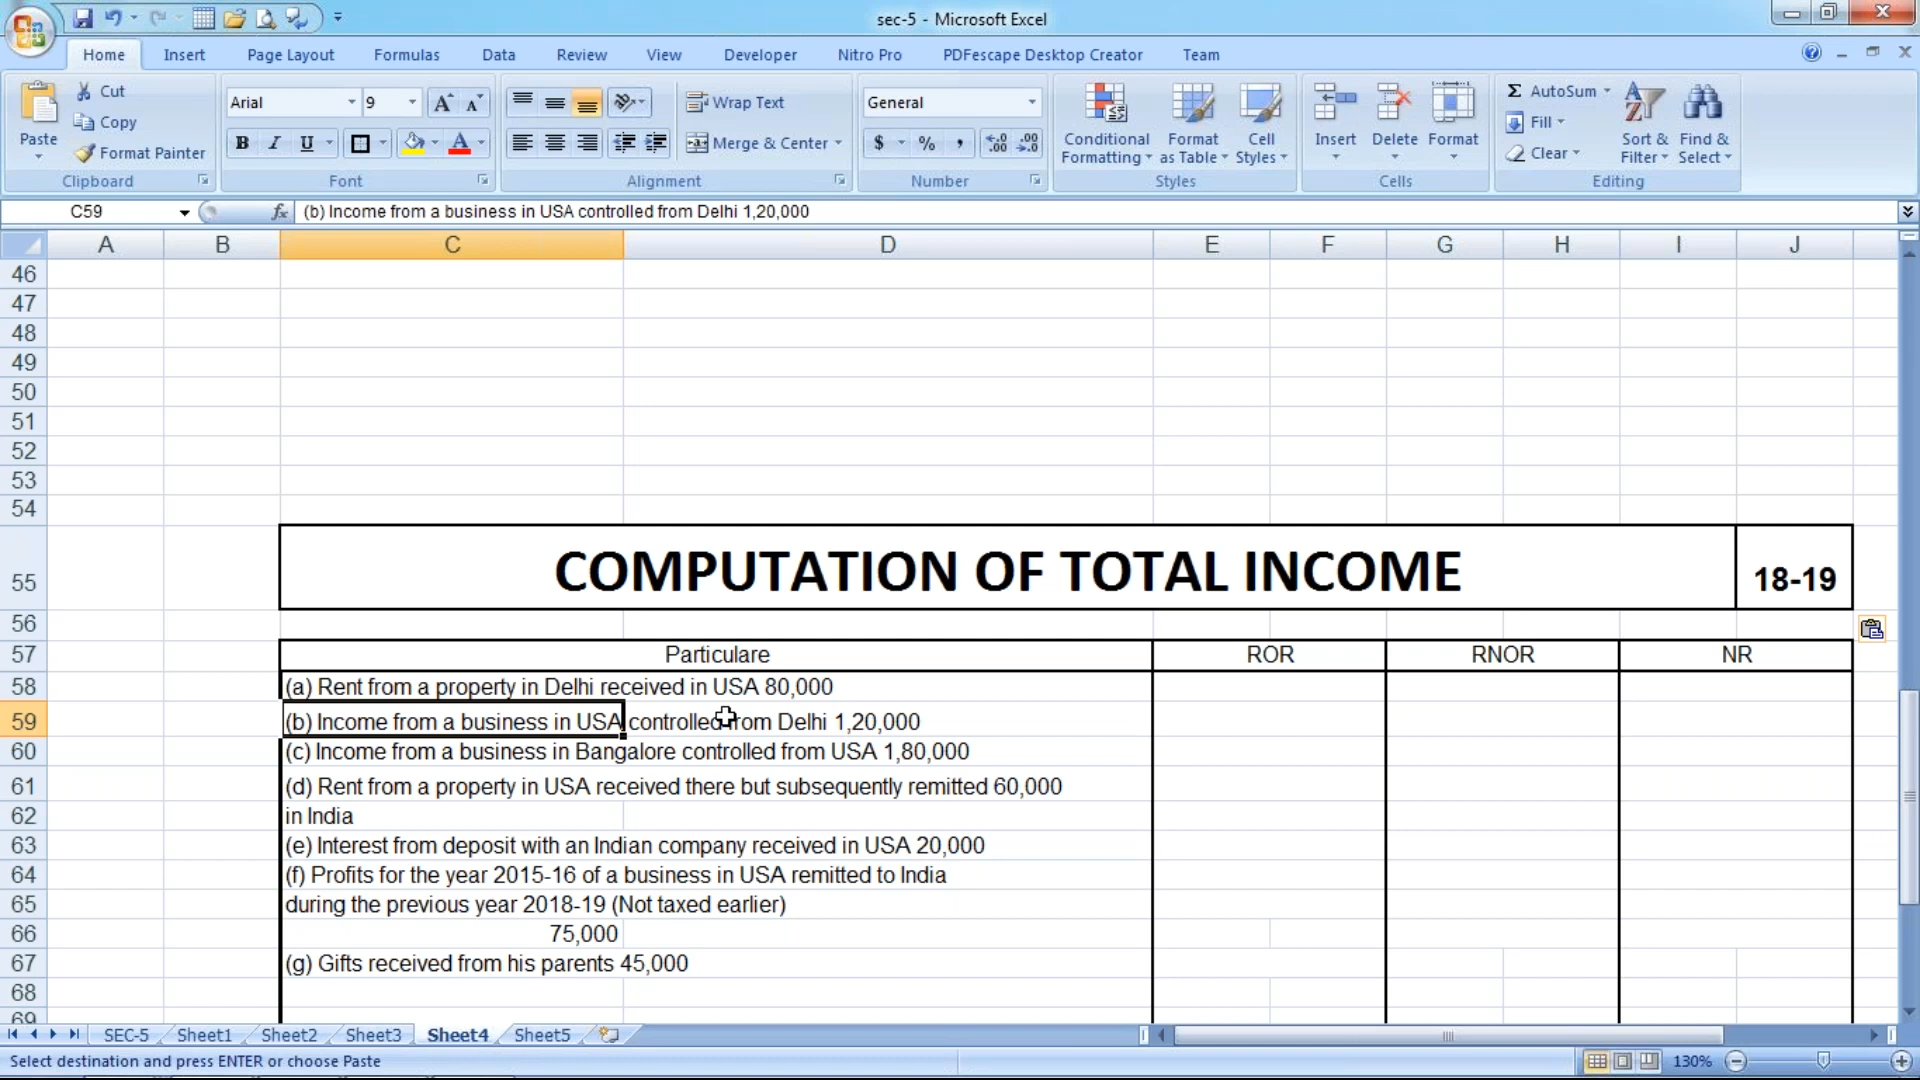 sec-5 - Microsoft Excel
Home Insert Page Layout Formulas Data Review View Developer Nitro Pro PDFescape Desktop Creator Team
Paste
Cut
Copy
Format Painter
Clipboard
Arial 9
B I U
Font
Wrap Text
Merge & Center
Alignment
General
$ % ,
Number
Conditional Formatting
Format as Table
Cell Styles
Styles
Insert Delete Format
Cells
Σ AutoSum
Fill
Clear
Sort & Filter
Find & Select
Editing
C59 fx (b) Income from a business in USA controlled from Delhi 1,20,000
A B C D E F G H I J
46
47
48
49
50
51
52
53
54
55 COMPUTATION OF TOTAL INCOME 18-19
56
57 Particulare ROR RNOR NR
58 (a) Rent from a property in Delhi received in USA 80,000
59 (b) Income from a business in USA controlled from Delhi 1,20,000
60 (c) Income from a business in Bangalore controlled from USA 1,80,000
61 (d) Rent from a property in USA received there but subsequently remitted 60,000
62 in India
63 (e) Interest from deposit with an Indian company received in USA 20,000
64 (f) Profits for the year 2015-16 of a business in USA remitted to India
65 during the previous year 2018-19 (Not taxed earlier)
66 75,000
67 (g) Gifts received from his parents 45,000
68
69
SEC-5 Sheet1 Sheet2 Sheet3 Sheet4 Sheet5
Select destination and press ENTER or choose Paste 130%